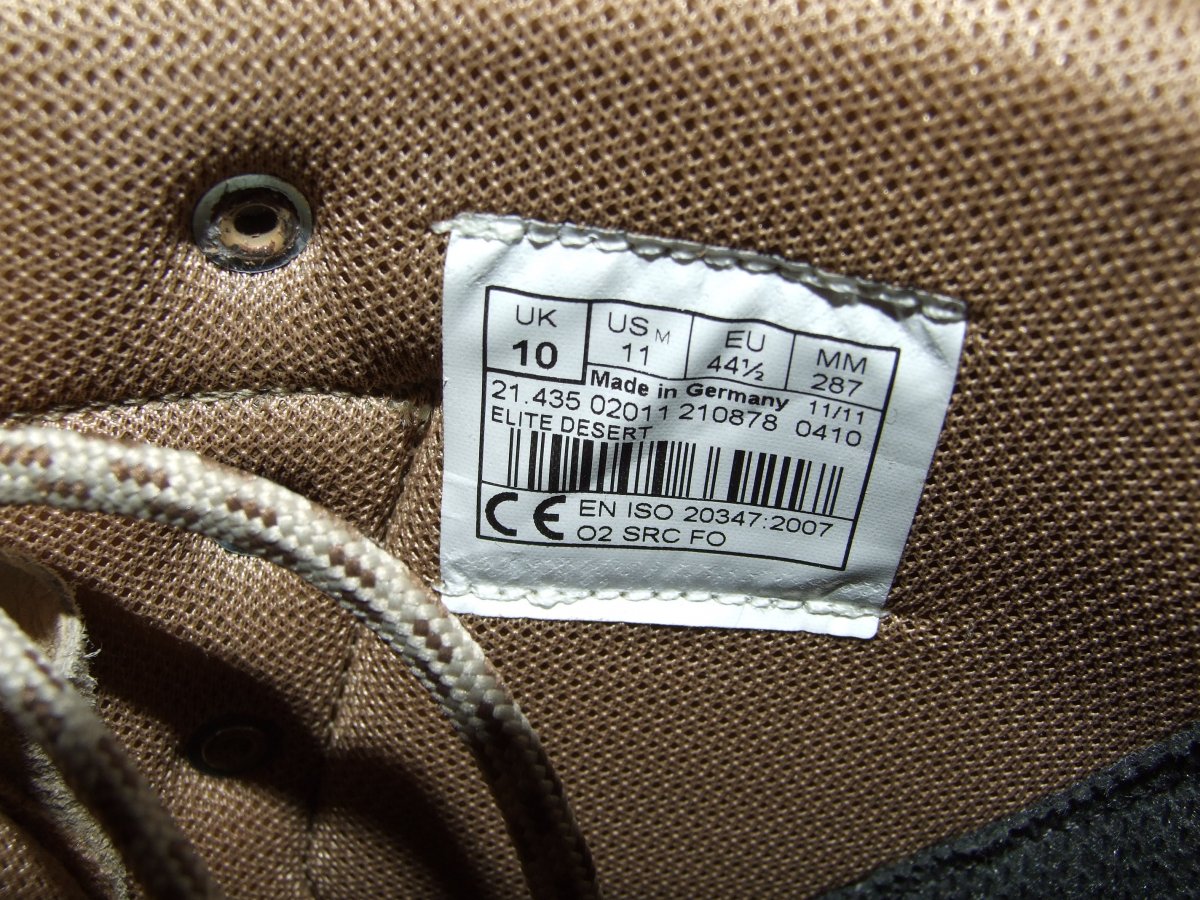 UK US M EU MM
10 11 44½ 287
Made in Germany 11/11
21.435 02011 210878 0410
ELITE DESERT
CE EN ISO 20347:2007
O2 SRC FO